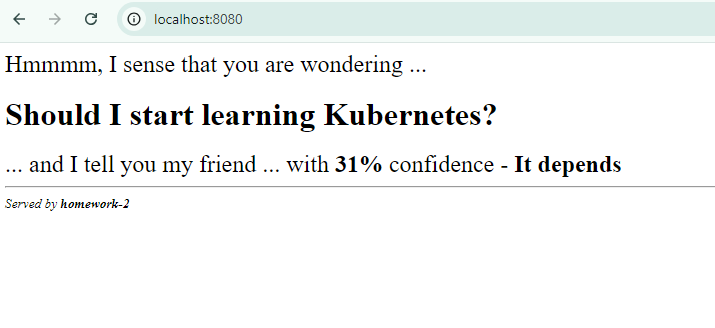 localhost:8080
Hmmmm, I sense that you are wondering ...
Should I start learning Kubernetes?
... and I tell you my friend ... with 31% confidence - It depends
Served by homework-2